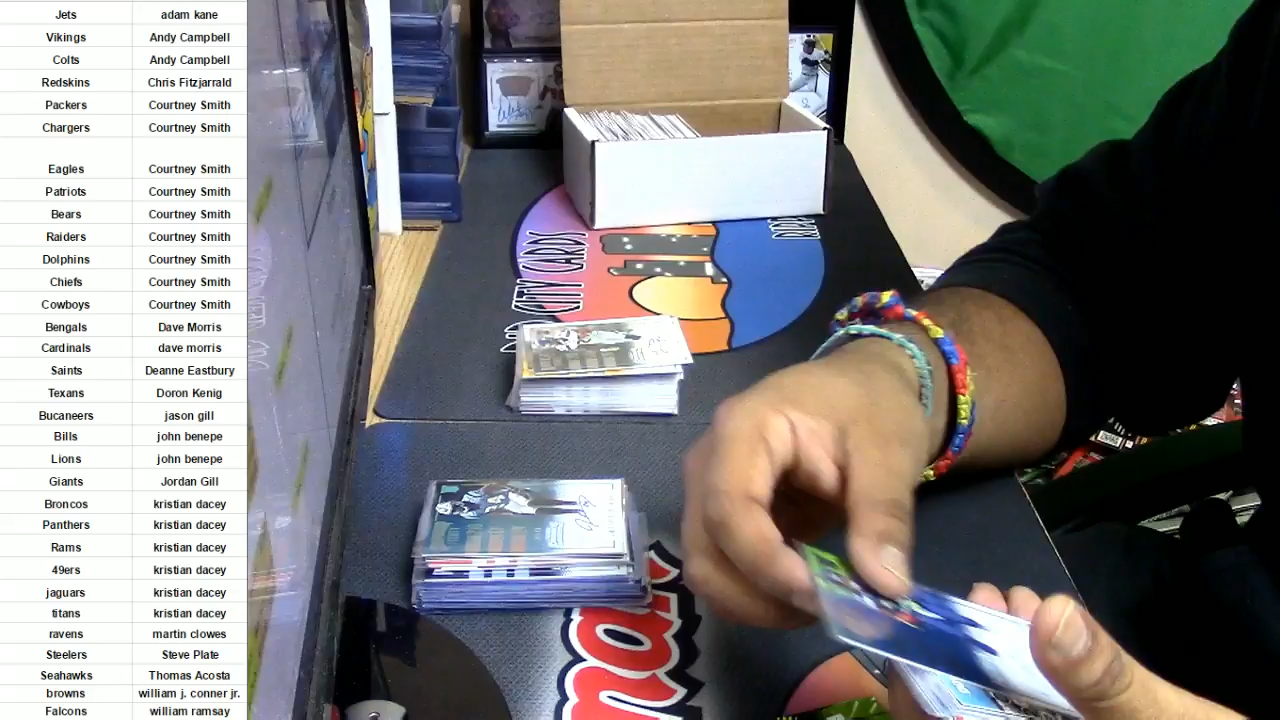 Jets adam kane
Vikings Andy Campbell
Colts Andy Campbell
Redskins Chris Fitzjarrald
Packers Courtney Smith
Chargers Courtney Smith
Eagles Courtney Smith
Patriots Courtney Smith
Bears Courtney Smith
Raiders Courtney Smith
Dolphins Courtney Smith
Chiefs Courtney Smith
Cowboys Courtney Smith
Bengals Dave Morris
Cardinals dave morris
Saints Deanne Eastbury
Texans Doron Kenig
Bucaneers jason gill
Bills john benepe
Lions john benepe
Giants Jordan Gill
Broncos kristian dacey
Panthers kristian dacey
Rams kristian dacey
49ers kristian dacey
jaguars kristian dacey
titans kristian dacey
ravens martin clowes
Steelers Steve Plate
Seahawks Thomas Acosta
browns william j. conner jr.
Falcons william ramsay
CITY CARDS